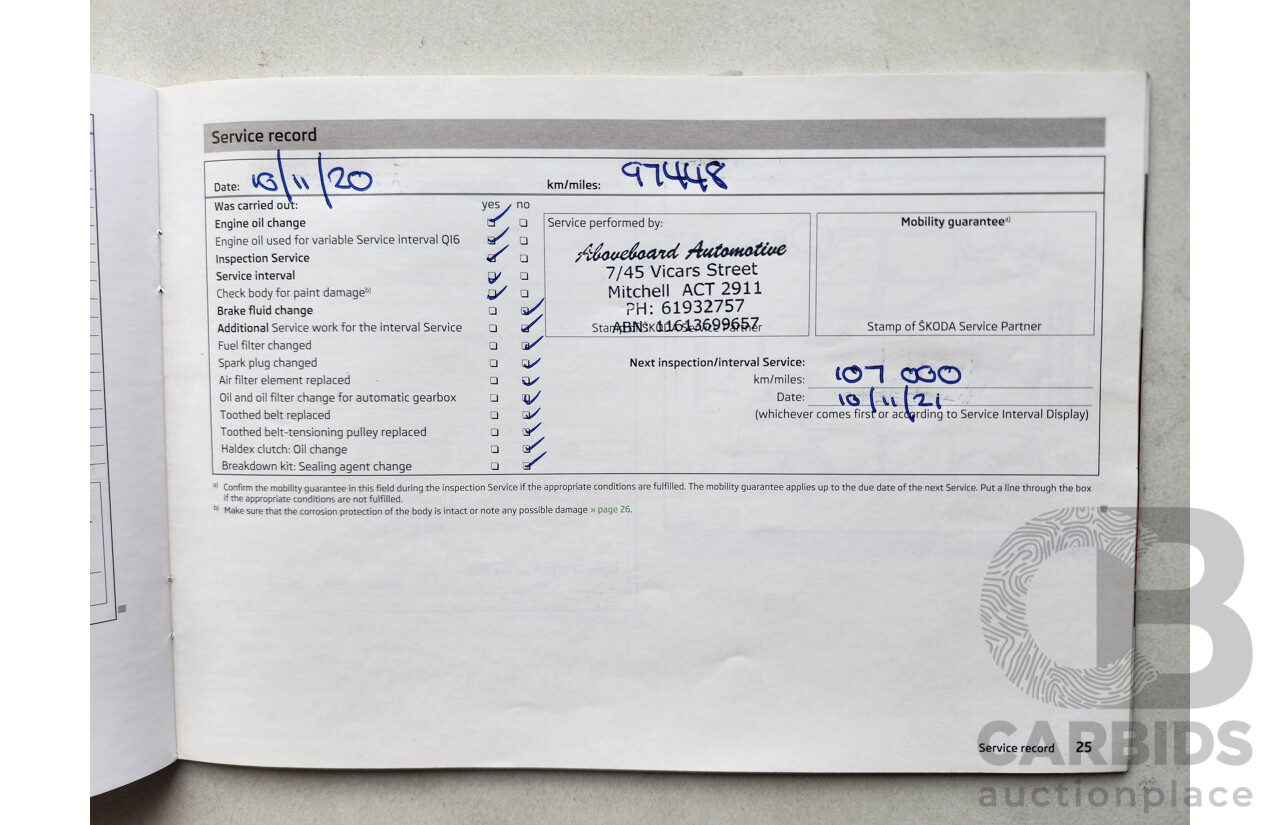 Service record
Date: 10/11/20 km/miles: 97448
Was carried out: yes no
Engine oil change
Engine oil used for variable Service interval QI6
Inspection Service
Service interval
Check body for paint damage b)
Brake fluid change
Additional Service work for the interval Service
Fuel filter changed
Spark plug changed
Air filter element replaced
Oil and oil filter change for automatic gearbox
Toothed belt replaced
Toothed belt-tensioning pulley replaced
Haldex clutch: Oil change
Breakdown kit: Sealing agent change
Service performed by:
Aboveboard Automotive
7/45 Vicars Street
Mitchell ACT 2911
PH: 61932757
ABN: 11613699657
Stamp of ŠKODA Service Partner
Mobility guarantee a)
Stamp of ŠKODA Service Partner
Next inspection/interval Service:
km/miles: 107 000
Date: 10/11/21
(whichever comes first or according to Service Interval Display)
a) Confirm the mobility guarantee in this field during the inspection Service if the appropriate conditions are fulfilled. The mobility guarantee applies up to the due date of the next Service. Put a line through the box
if the appropriate conditions are not fulfilled.
b) Make sure that the corrosion protection of the body is intact or note any possible damage » page 26.
Service record 25
CB
CARBIDS
auctionplace